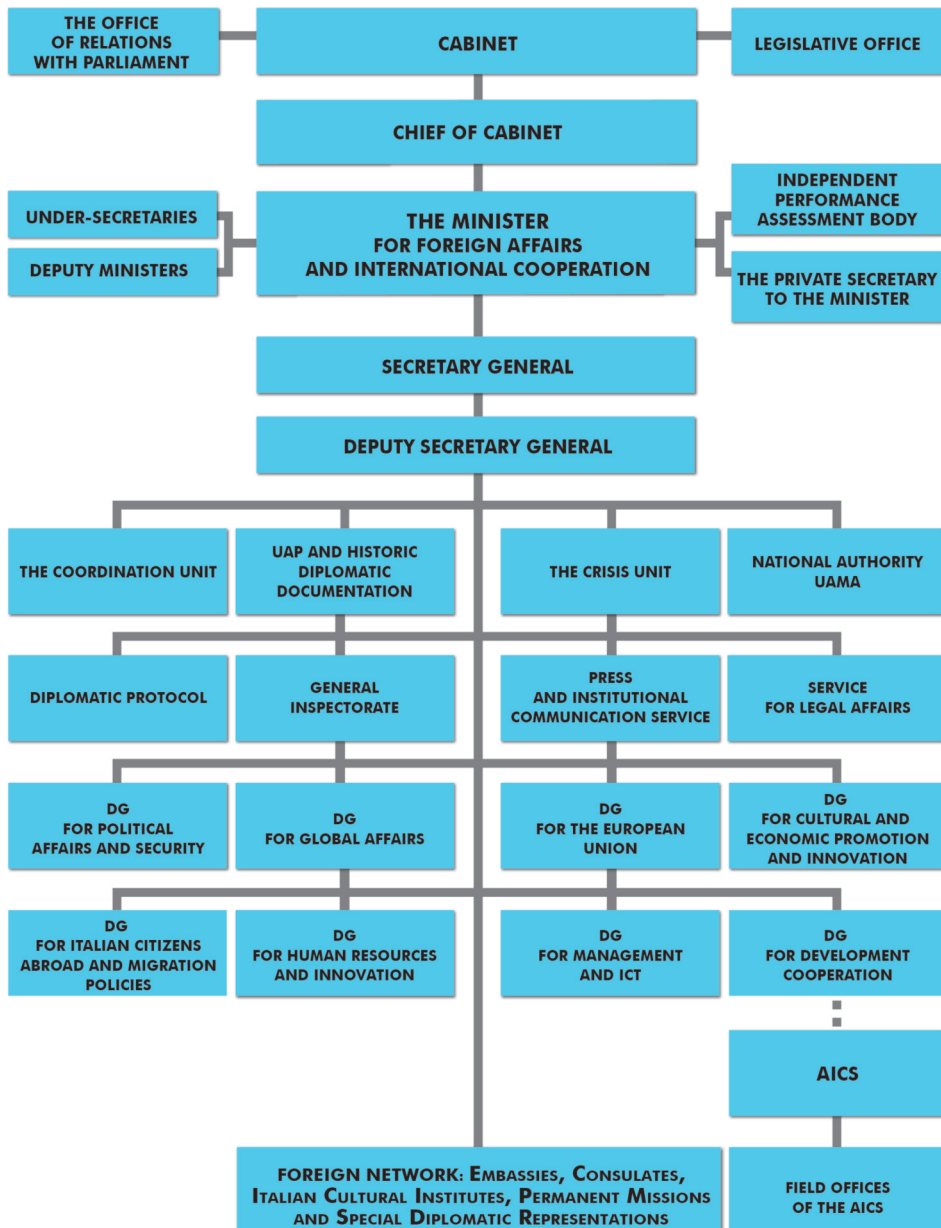 THE OFFICE
OF RELATIONS
WITH PARLIAMENT
CABINET
LEGISLATIVE OFFICE
CHIEF OF CABINET
UNDER-SECRETARIES
DEPUTY MINISTERS
THE MINISTER
FOR FOREIGN AFFAIRS
AND INTERNATIONAL COOPERATION
INDEPENDENT
PERFORMANCE
ASSESSMENT BODY
THE PRIVATE SECRETARY
TO THE MINISTER
SECRETARY GENERAL
DEPUTY SECRETARY GENERAL
THE COORDINATION UNIT
UAP AND HISTORIC
DIPLOMATIC
DOCUMENTATION
THE CRISIS UNIT
NATIONAL AUTHORITY
UAMA
DIPLOMATIC PROTOCOL
GENERAL
INSPECTORATE
PRESS
AND INSTITUTIONAL
COMMUNICATION SERVICE
SERVICE
FOR LEGAL AFFAIRS
DG
FOR POLITICAL
AFFAIRS AND SECURITY
DG
FOR GLOBAL AFFAIRS
DG
FOR THE EUROPEAN
UNION
DG
FOR CULTURAL AND
ECONOMIC PROMOTION
AND INNOVATION
DG
FOR ITALIAN CITIZENS
ABROAD AND MIGRATION
POLICIES
DG
FOR HUMAN RESOURCES
AND INNOVATION
DG
FOR MANAGEMENT
AND ICT
DG
FOR DEVELOPMENT
COOPERATION
AICS
FOREIGN NETWORK: EMBASSIES, CONSULATES,
ITALIAN CULTURAL INSTITUTES, PERMANENT MISSIONS
AND SPECIAL DIPLOMATIC REPRESENTATIONS
FIELD OFFICES
OF THE AICS